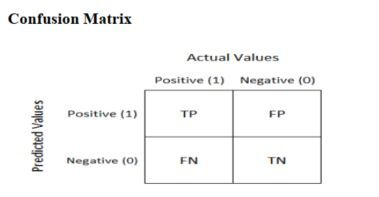 Confusion Matrix
Actual Values
Positive (1) Negative (0)
Predicted Values
Positive (1) TP FP
Negative (0) FN TN